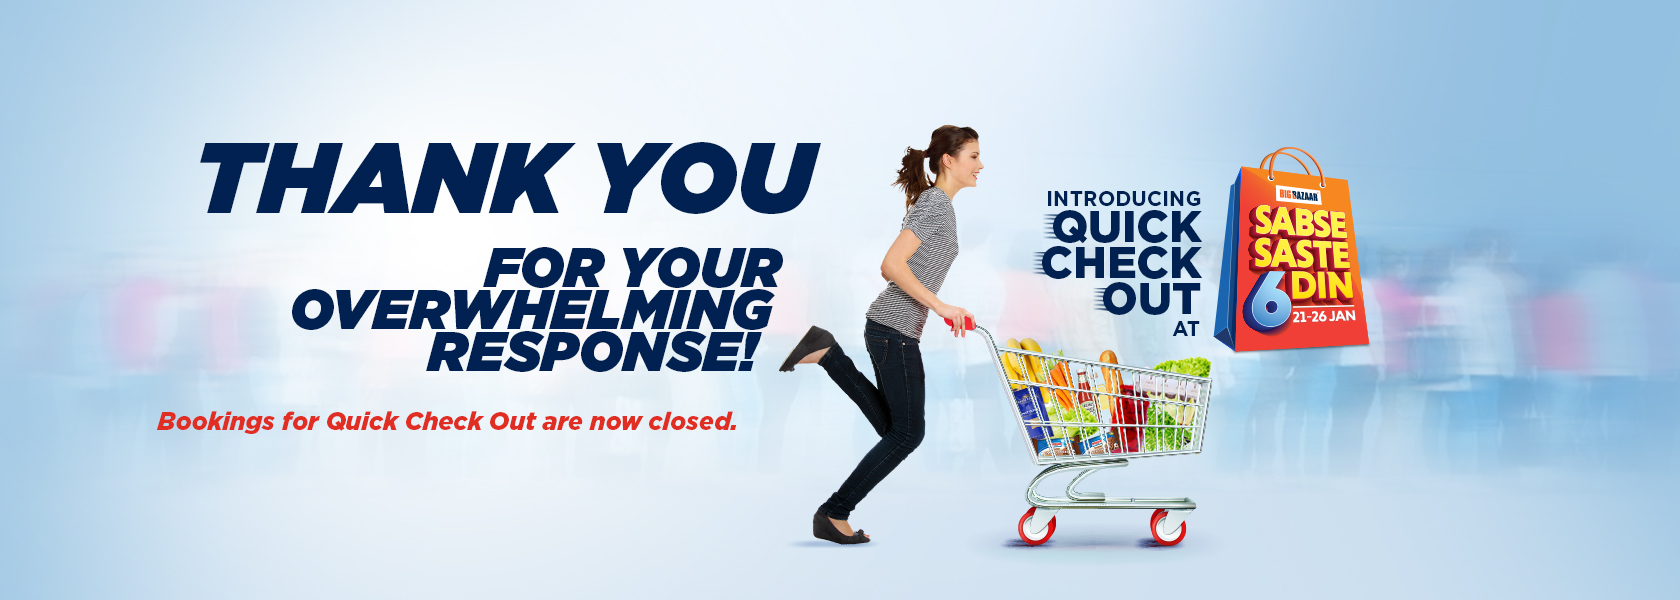 THANK YOU
FOR YOUR
OVERWHELMING
RESPONSE!
Bookings for Quick Check Out are now closed.
INTRODUCING
QUICK
CHECK
OUT
AT
BIG BAZAAR
SABSE
SASTE
6 DIN
21-26 JAN